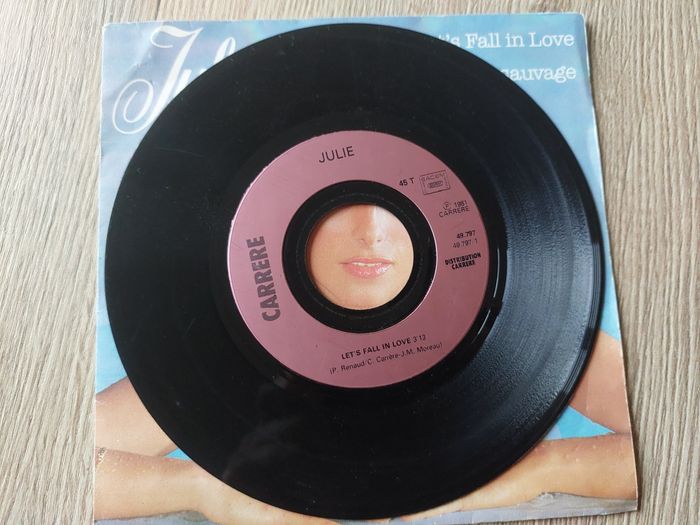 Fall in Love
sauvage
JULIE
45 T
SACEM
℗ 1981
CARRERE
49.797
49 797 1
DISTRIBUTION
CARRERE
CARRERE
LET'S FALL IN LOVE 3'12
(P. Renaud/C. Carrère-J.M. Moreau)